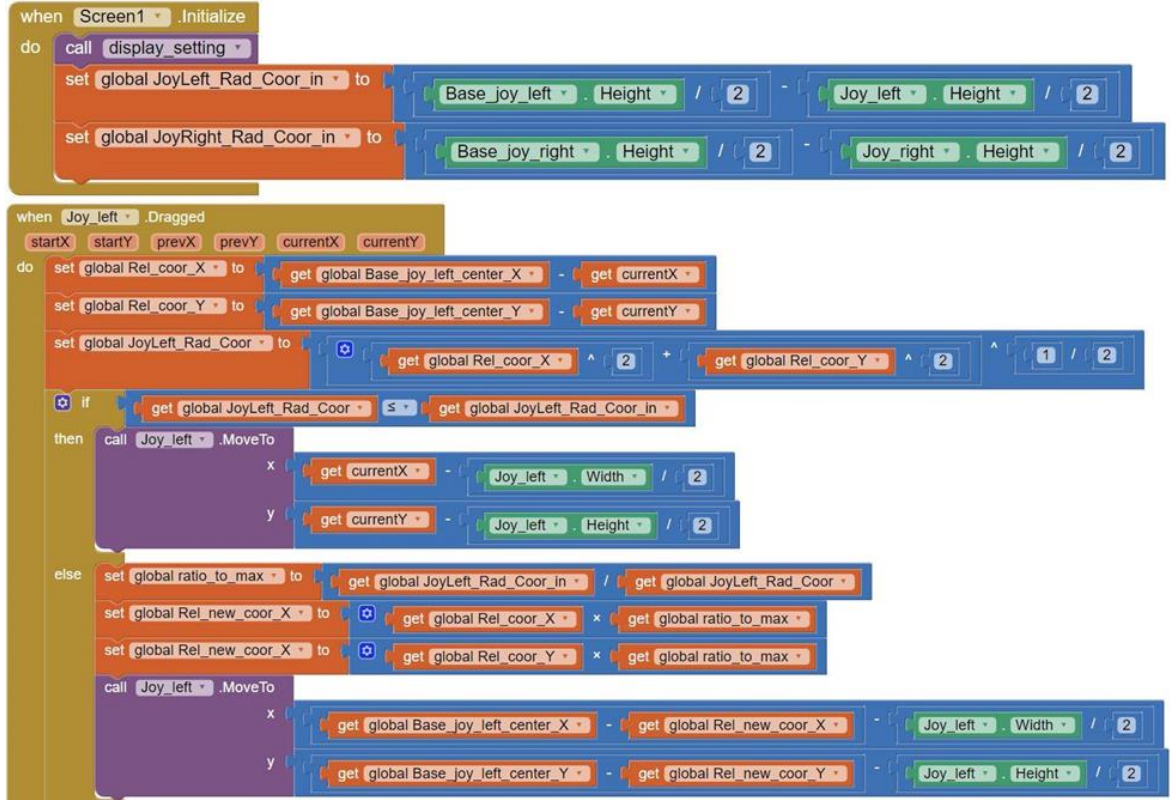 when Screen1 .Initialize
do call display_setting
set global JoyLeft_Rad_Coor_in to Base_joy_left . Height / 2 - Joy_left . Height / 2
set global JoyRight_Rad_Coor_in to Base_joy_right . Height / 2 - Joy_right . Height / 2
when Joy_left .Dragged
startX startY prevX prevY currentX currentY
do set global Rel_coor_X to get global Base_joy_left_center_X - get currentX
set global Rel_coor_Y to get global Base_joy_left_center_Y - get currentY
set global JoyLeft_Rad_Coor to get global Rel_coor_X ^ 2 + get global Rel_coor_Y ^ 2 ^ 1 / 2
if get global JoyLeft_Rad_Coor ≤ get global JoyLeft_Rad_Coor_in
then call Joy_left .MoveTo
x get currentX - Joy_left . Width / 2
y get currentY - Joy_left . Height / 2
else set global ratio_to_max to get global JoyLeft_Rad_Coor_in / get global JoyLeft_Rad_Coor
set global Rel_new_coor_X to get global Rel_coor_X × get global ratio_to_max
set global Rel_new_coor_X to get global Rel_coor_Y × get global ratio_to_max
call Joy_left .MoveTo
x get global Base_joy_left_center_X - get global Rel_new_coor_X - Joy_left . Width / 2
y get global Base_joy_left_center_Y - get global Rel_new_coor_Y - Joy_left . Height / 2